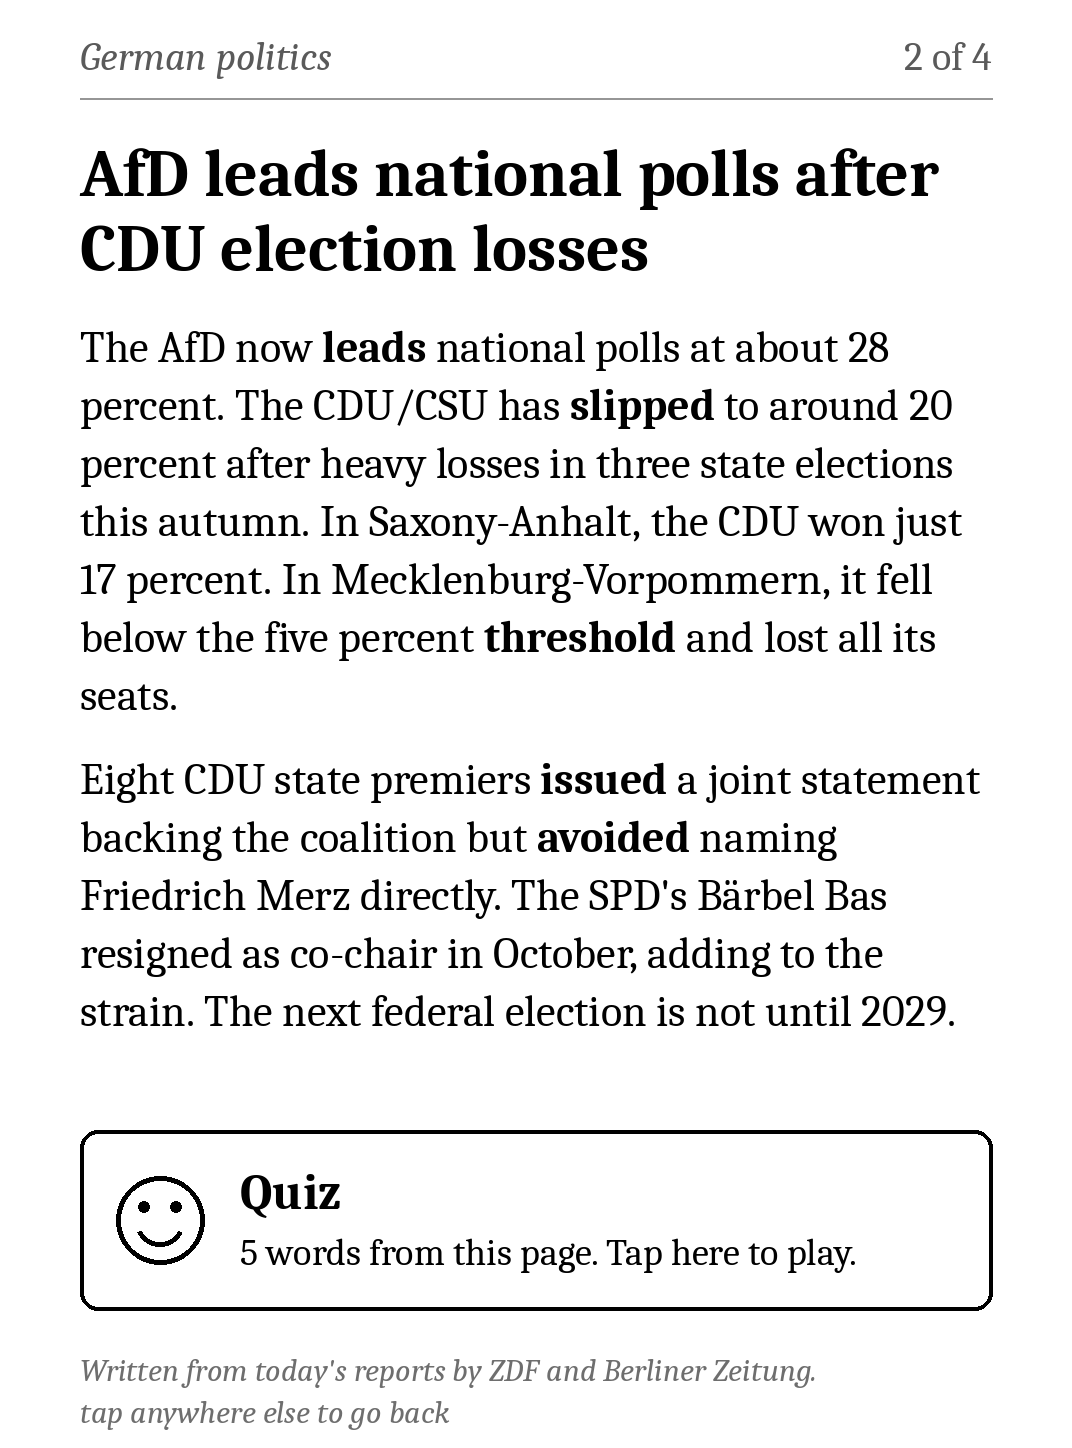 German politics
2 of 4
AfD leads national polls after
CDU election losses
The AfD now leads national polls at about 28
percent. The CDU/CSU has slipped to around 20
percent after heavy losses in three state elections
this autumn. In Saxony-Anhalt, the CDU won just
17 percent. In Mecklenburg-Vorpommern, it fell
below the five percent threshold and lost all its
seats.
Eight CDU state premiers issued a joint statement
backing the coalition but avoided naming
Friedrich Merz directly. The SPD's Bärbel Bas
resigned as co-chair in October, adding to the
strain. The next federal election is not until 2029.
Quiz
5 words from this page. Tap here to play.
Written from today's reports by ZDF and Berliner Zeitung.
tap anywhere else to go back